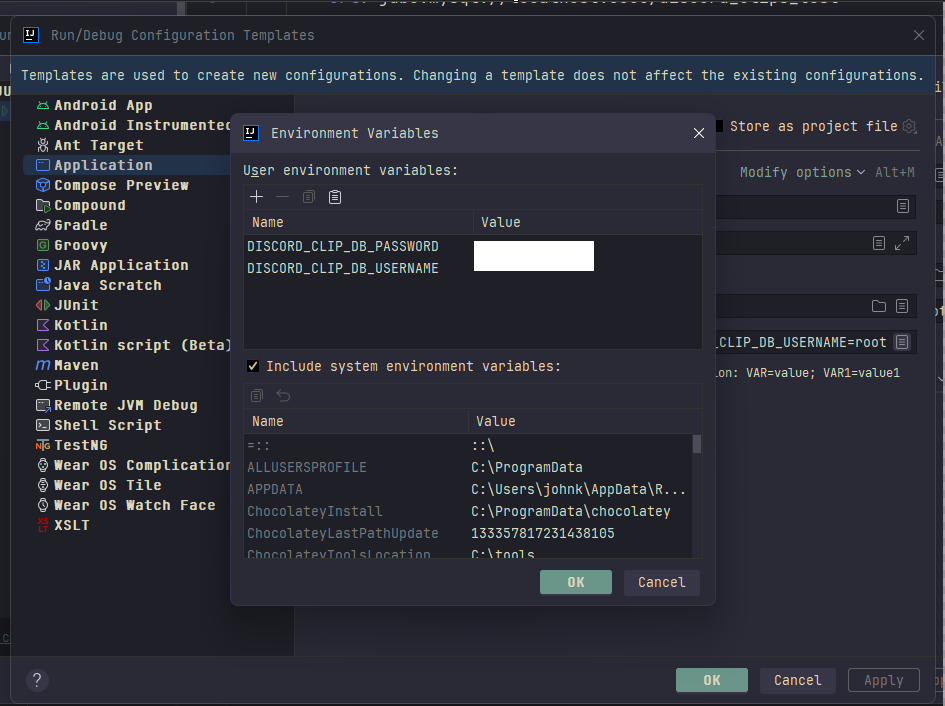 Run/Debug Configuration Templates
Templates are used to create new configurations. Changing a template does not affect the existing configurations.
Android App
Android Instrumented
Ant Target
Application
Compose Preview
Compound
Gradle
Groovy
JAR Application
Java Scratch
JUnit
Kotlin
Kotlin script (Beta)
Maven
Plugin
Remote JVM Debug
Shell Script
TestNG
Wear OS Complication
Wear OS Tile
Wear OS Watch Face
XSLT
Store as project file
Modify options Alt+M
_CLIP_DB_USERNAME=root
on: VAR=value; VAR1=value1
Environment Variables
User environment variables:
Name Value
DISCORD_CLIP_DB_PASSWORD
DISCORD_CLIP_DB_USERNAME
Include system environment variables:
Name Value
=:: ::\
ALLUSERSPROFILE C:\ProgramData
APPDATA C:\Users\johnk\AppData\R...
ChocolateyInstall C:\ProgramData\chocolatey
ChocolateyLastPathUpdate 133357817231438105
ChocolateyToolsLocation C:\tools
OK Cancel
? OK Cancel Apply